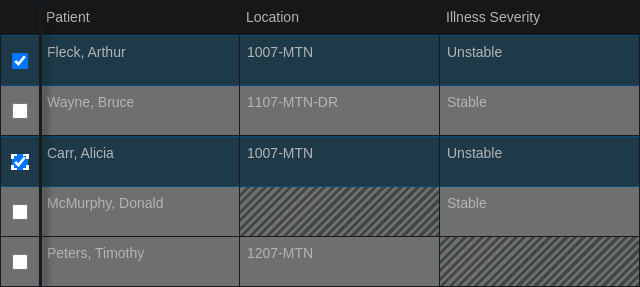 Patient Location Illness Severity
Fleck, Arthur 1007-MTN Unstable
Wayne, Bruce 1107-MTN-DR Stable
Carr, Alicia 1007-MTN Unstable
McMurphy, Donald Stable
Peters, Timothy 1207-MTN